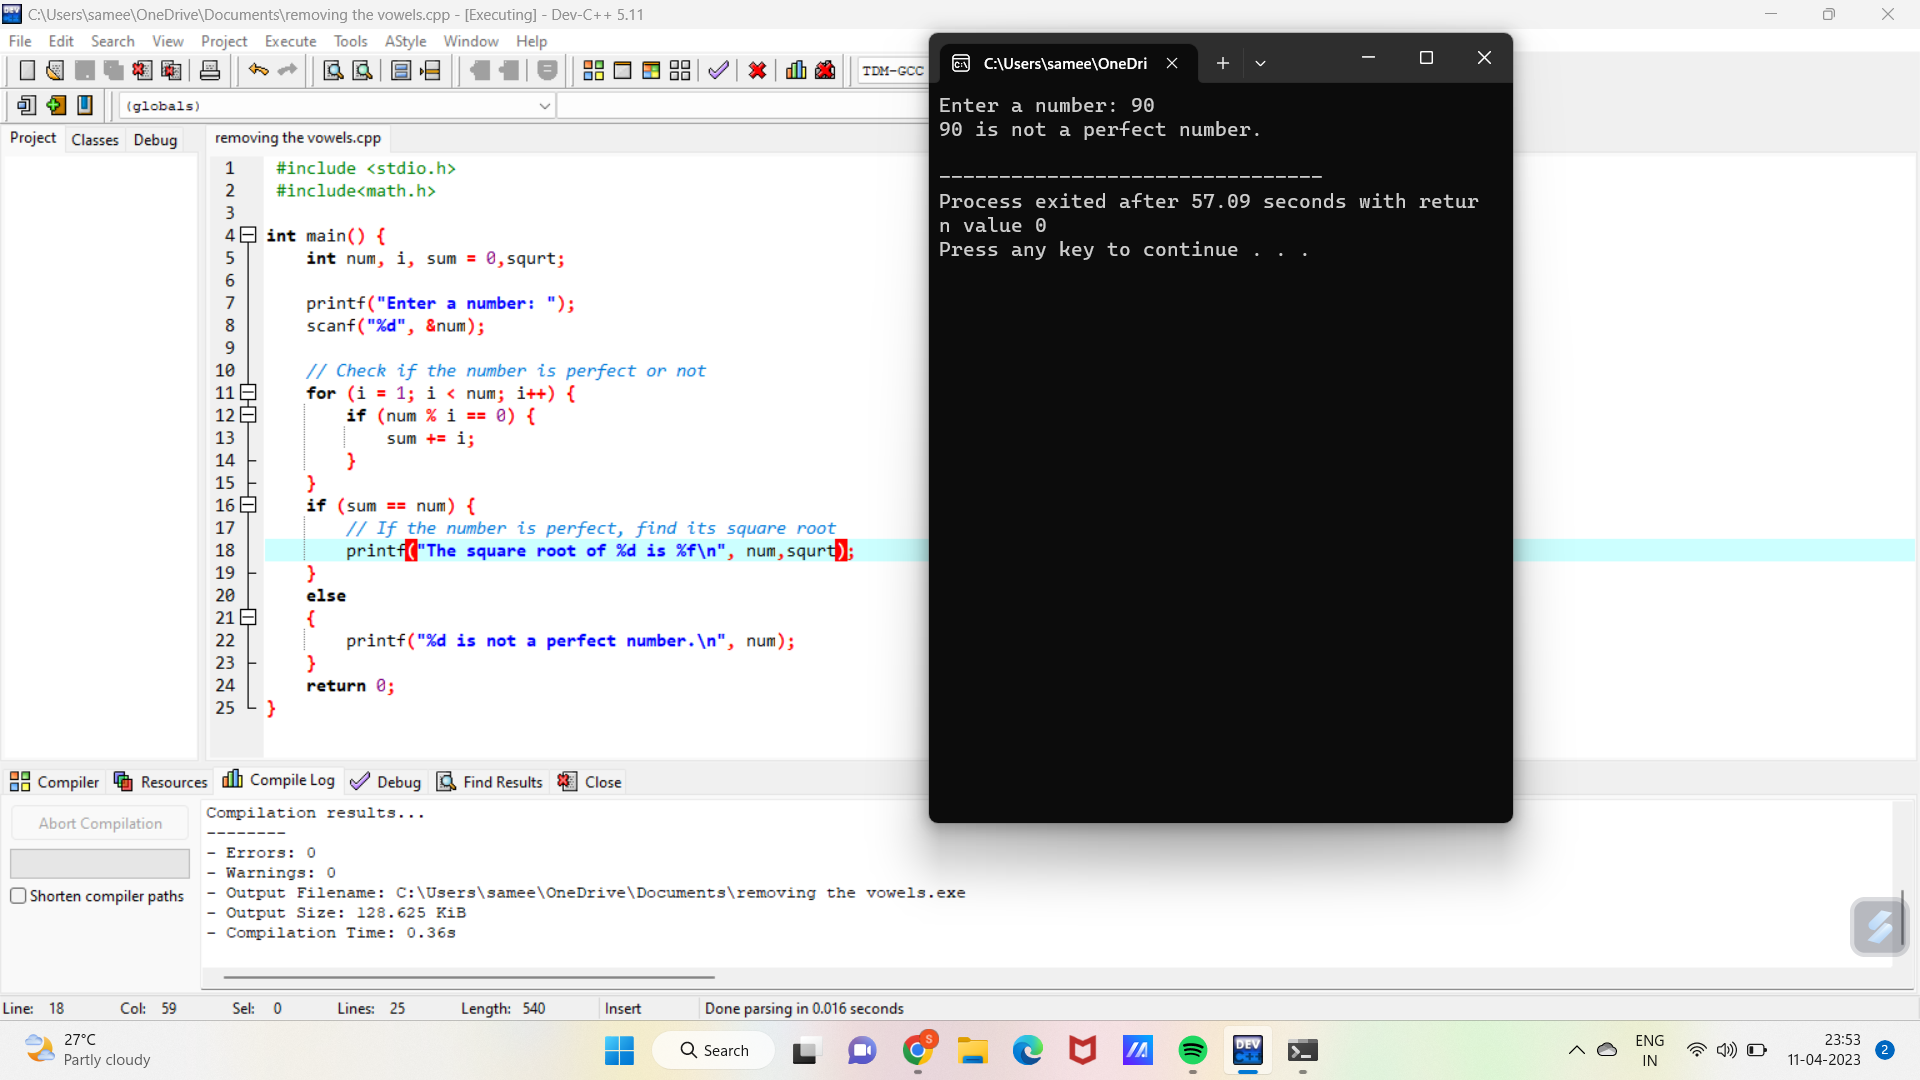 C:\Users\samee\OneDrive\Documents\removing the vowels.cpp - [Executing] - Dev-C++ 5.11
File Edit Search View Project Execute Tools AStyle Window Help
TDM-GCC
(globals)
Project Classes Debug
removing the vowels.cpp
1 #include <stdio.h>
2 #include<math.h>
3
4 int main() {
5 int num, i, sum = 0,squrt;
6
7 printf("Enter a number: ");
8 scanf("%d", &num);
9
10 // Check if the number is perfect or not
11 for (i = 1; i < num; i++) {
12 if (num % i == 0) {
13 sum += i;
14 }
15 }
16 if (sum == num) {
17 // If the number is perfect, find its square root
18 printf("The square root of %d is %f\n", num,squrt);
19 }
20 else
21 {
22 printf("%d is not a perfect number.\n", num);
23 }
24 return 0;
25 }
C:\Users\samee\OneDri
Enter a number: 90
90 is not a perfect number.
--------------------------------
Process exited after 57.09 seconds with retur
n value 0
Press any key to continue . . .
Compiler Resources Compile Log Debug Find Results Close
Abort Compilation
Shorten compiler paths
Compilation results...
--------
- Errors: 0
- Warnings: 0
- Output Filename: C:\Users\samee\OneDrive\Documents\removing the vowels.exe
- Output Size: 128.625 KiB
- Compilation Time: 0.36s
Line: 18 Col: 59 Sel: 0 Lines: 25 Length: 540 Insert Done parsing in 0.016 seconds
27°C
Partly cloudy
Search
S
DEV
C++
ENG
IN
23:53
11-04-2023
2